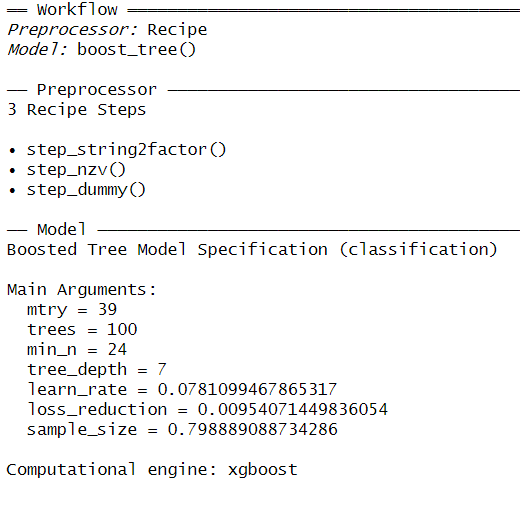 ══ Workflow ════════════════════════════════════════
Preprocessor: Recipe
Model: boost_tree()
── Preprocessor ────────────────────────────────────
3 Recipe Steps
• step_string2factor()
• step_nzv()
• step_dummy()
── Model ───────────────────────────────────────────
Boosted Tree Model Specification (classification)
Main Arguments:
mtry = 39
trees = 100
min_n = 24
tree_depth = 7
learn_rate = 0.0781099467865317
loss_reduction = 0.00954071449836054
sample_size = 0.798889088734286
Computational engine: xgboost